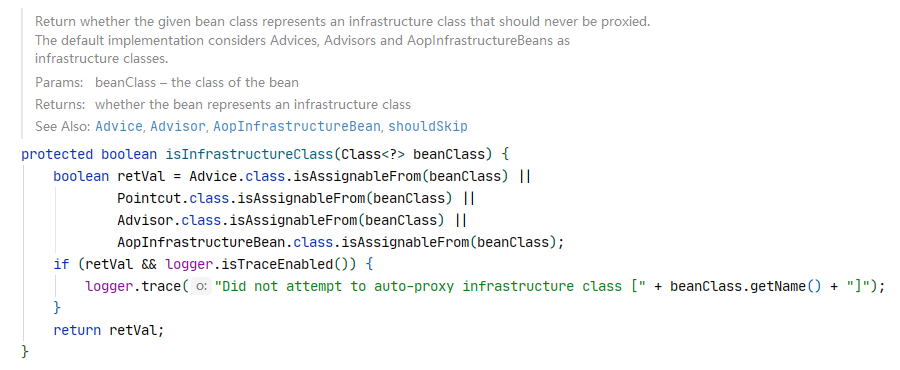 Return whether the given bean class represents an infrastructure class that should never be proxied.
The default implementation considers Advices, Advisors and AopInfrastructureBeans as
infrastructure classes.
Params: beanClass – the class of the bean
Returns: whether the bean represents an infrastructure class
See Also: Advice, Advisor, AopInfrastructureBean, shouldSkip
protected boolean isInfrastructureClass(Class<?> beanClass) {
    boolean retVal = Advice.class.isAssignableFrom(beanClass) ||
            Pointcut.class.isAssignableFrom(beanClass) ||
            Advisor.class.isAssignableFrom(beanClass) ||
            AopInfrastructureBean.class.isAssignableFrom(beanClass);
    if (retVal && logger.isTraceEnabled()) {
        logger.trace( o: "Did not attempt to auto-proxy infrastructure class [" + beanClass.getName() + "]");
    }
    return retVal;
}